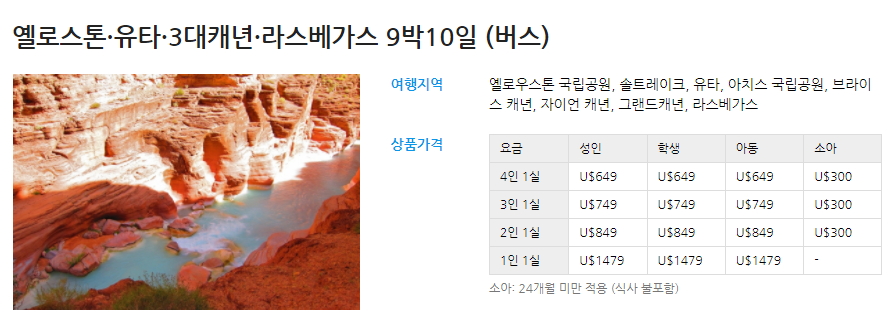 옐로스톤·유타·3대캐년·라스베가스 9박10일 (버스)
여행지역 옐로우스톤 국립공원, 솔트레이크, 유타, 아치스 국립공원, 브라이
스 캐년, 자이언 캐년, 그랜드캐년, 라스베가스
상품가격
요금 성인 학생 아동 소아
4인 1실 U$649 U$649 U$649 U$300
3인 1실 U$749 U$749 U$749 U$300
2인 1실 U$849 U$849 U$849 U$300
1인 1실 U$1479 U$1479 U$1479 -
소아: 24개월 미만 적용 (식사 불포함)